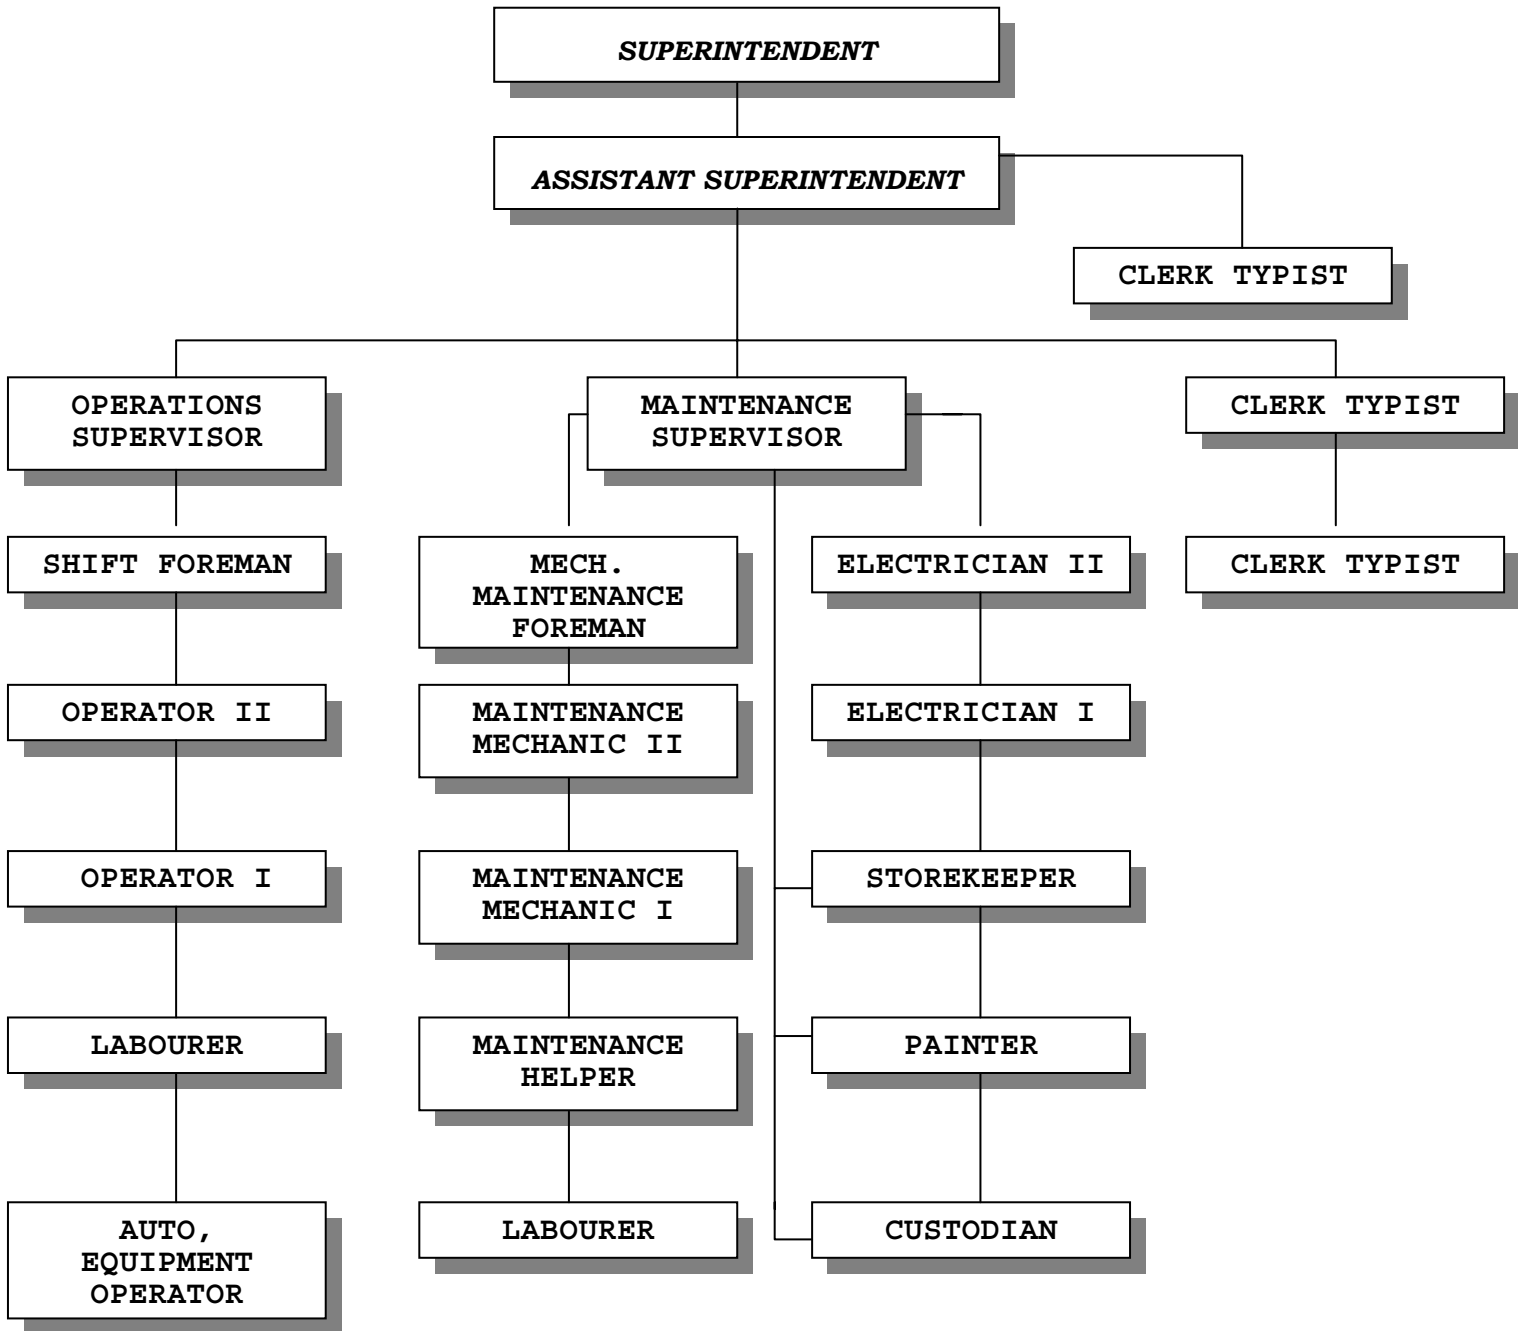 SUPERINTENDENT
ASSISTANT SUPERINTENDENT
CLERK TYPIST
OPERATIONS
SUPERVISOR
MAINTENANCE
SUPERVISOR
CLERK TYPIST
SHIFT FOREMAN
MECH.
MAINTENANCE
FOREMAN
ELECTRICIAN II
CLERK TYPIST
OPERATOR II
MAINTENANCE
MECHANIC II
ELECTRICIAN I
OPERATOR I
MAINTENANCE
MECHANIC I
STOREKEEPER
LABOURER
MAINTENANCE
HELPER
PAINTER
AUTO,
EQUIPMENT
OPERATOR
LABOURER
CUSTODIAN